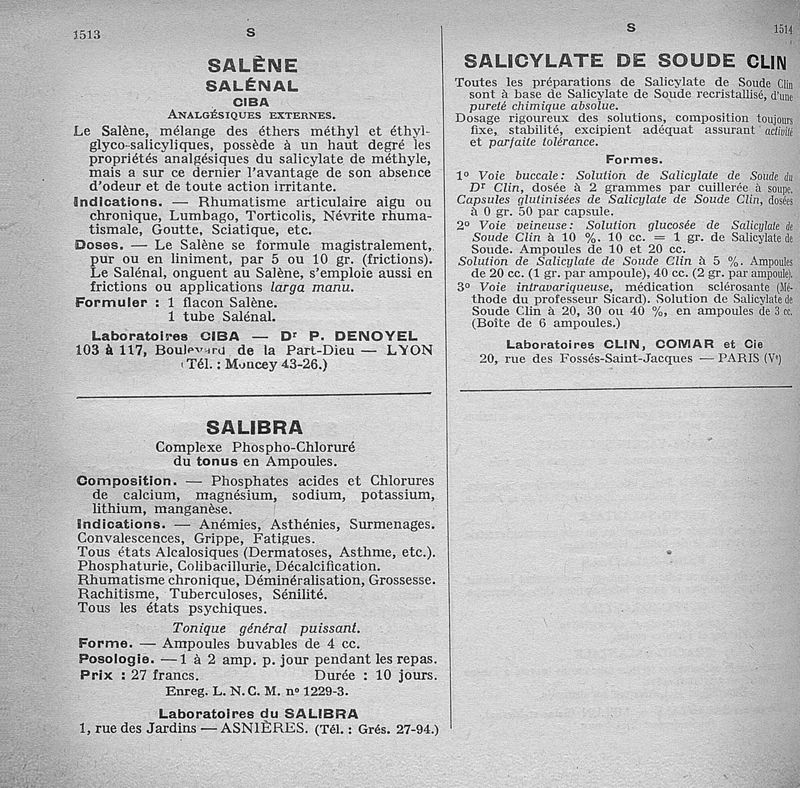 1513
S
SALÈNE
SALÉNAL
CIBA
ANALGÉSIQUES EXTERNES.
Le Salène, mélange des éthers méthyl et éthyl-
glyco-salicyliques, possède à un haut degré les
propriétés analgésiques du salicylate de méthyle,
mais a sur ce dernier l'avantage de son absence
d'odeur et de toute action irritante.
Indications. — Rhumatisme articulaire aigu ou
chronique, Lumbago, Torticolis, Névrite rhuma-
tismale, Goutte, Sciatique, etc.
Doses. — Le Salène se formule magistralement,
pur ou en liniment, par 5 ou 10 gr. (frictions).
Le Salénal, onguent au Salène, s'emploie aussi en
frictions ou applications larga manu.
Formuler : 1 flacon Salène.
1 tube Salénal.
Laboratoires CIBA — Dr P. DENOYEL
103 à 117, Boulevard de la Part-Dieu — LYON
(Tél. : Moncey 43-26.)
SALIBRA
Complexe Phospho-Chloruré
du tonus en Ampoules.
Composition. — Phosphates acides et Chlorures
de calcium, magnésium, sodium, potassium,
lithium, manganèse.
Indications. — Anémies, Asthénies, Surmenages.
Convalescences, Grippe, Fatigues.
Tous états Alcalosiques (Dermatoses, Asthme, etc.).
Phosphaturie, Colibacillurie, Décalcification.
Rhumatisme chronique, Déminéralisation, Grossesse.
Rachitisme, Tuberculoses, Sénilité.
Tous les états psychiques.
Tonique général puissant.
Forme. — Ampoules buvables de 4 cc.
Posologie. — 1 à 2 amp. p. jour pendant les repas.
Prix : 27 francs. Durée : 10 jours.
Enreg. L. N. C. M. nº 1229-3.
Laboratoires du SALIBRA
1, rue des Jardins — ASNIÈRES. (Tél. : Grés. 27-94.)
S
1514
SALICYLATE DE SOUDE CLIN
Toutes les préparations de Salicylate de Soude Clin
sont à base de Salicylate de Soude recristallisé, d'une
pureté chimique absolue.
Dosage rigoureux des solutions, composition toujours
fixe, stabilité, excipient adéquat assurant activité
et parfaite tolérance.
Formes.
1º Voie buccale : Solution de Salicylate de Soude du
Dr Clin, dosée à 2 grammes par cuillerée à soupe.
Capsules glutinisées de Salicylate de Soude Clin, dosées
à 0 gr. 50 par capsule.
2º Voie veineuse : Solution glucosée de Salicylate de
Soude Clin à 10 %. 10 cc. = 1 gr. de Salicylate de
Soude. Ampoules de 10 et 20 cc.
Solution de Salicylate de Soude Clin à 5 %. Ampoules
de 20 cc. (1 gr. par ampoule), 40 cc. (2 gr. par ampoule).
3º Voie intravariqueuse, médication sclérosante (Mé-
thode du professeur Sicard). Solution de Salicylate de
Soude Clin à 20, 30 ou 40 %, en ampoules de 3 cc.
(Boîte de 6 ampoules.)
Laboratoires CLIN, COMAR et Cie
20, rue des Fossés-Saint-Jacques — PARIS (Ve)